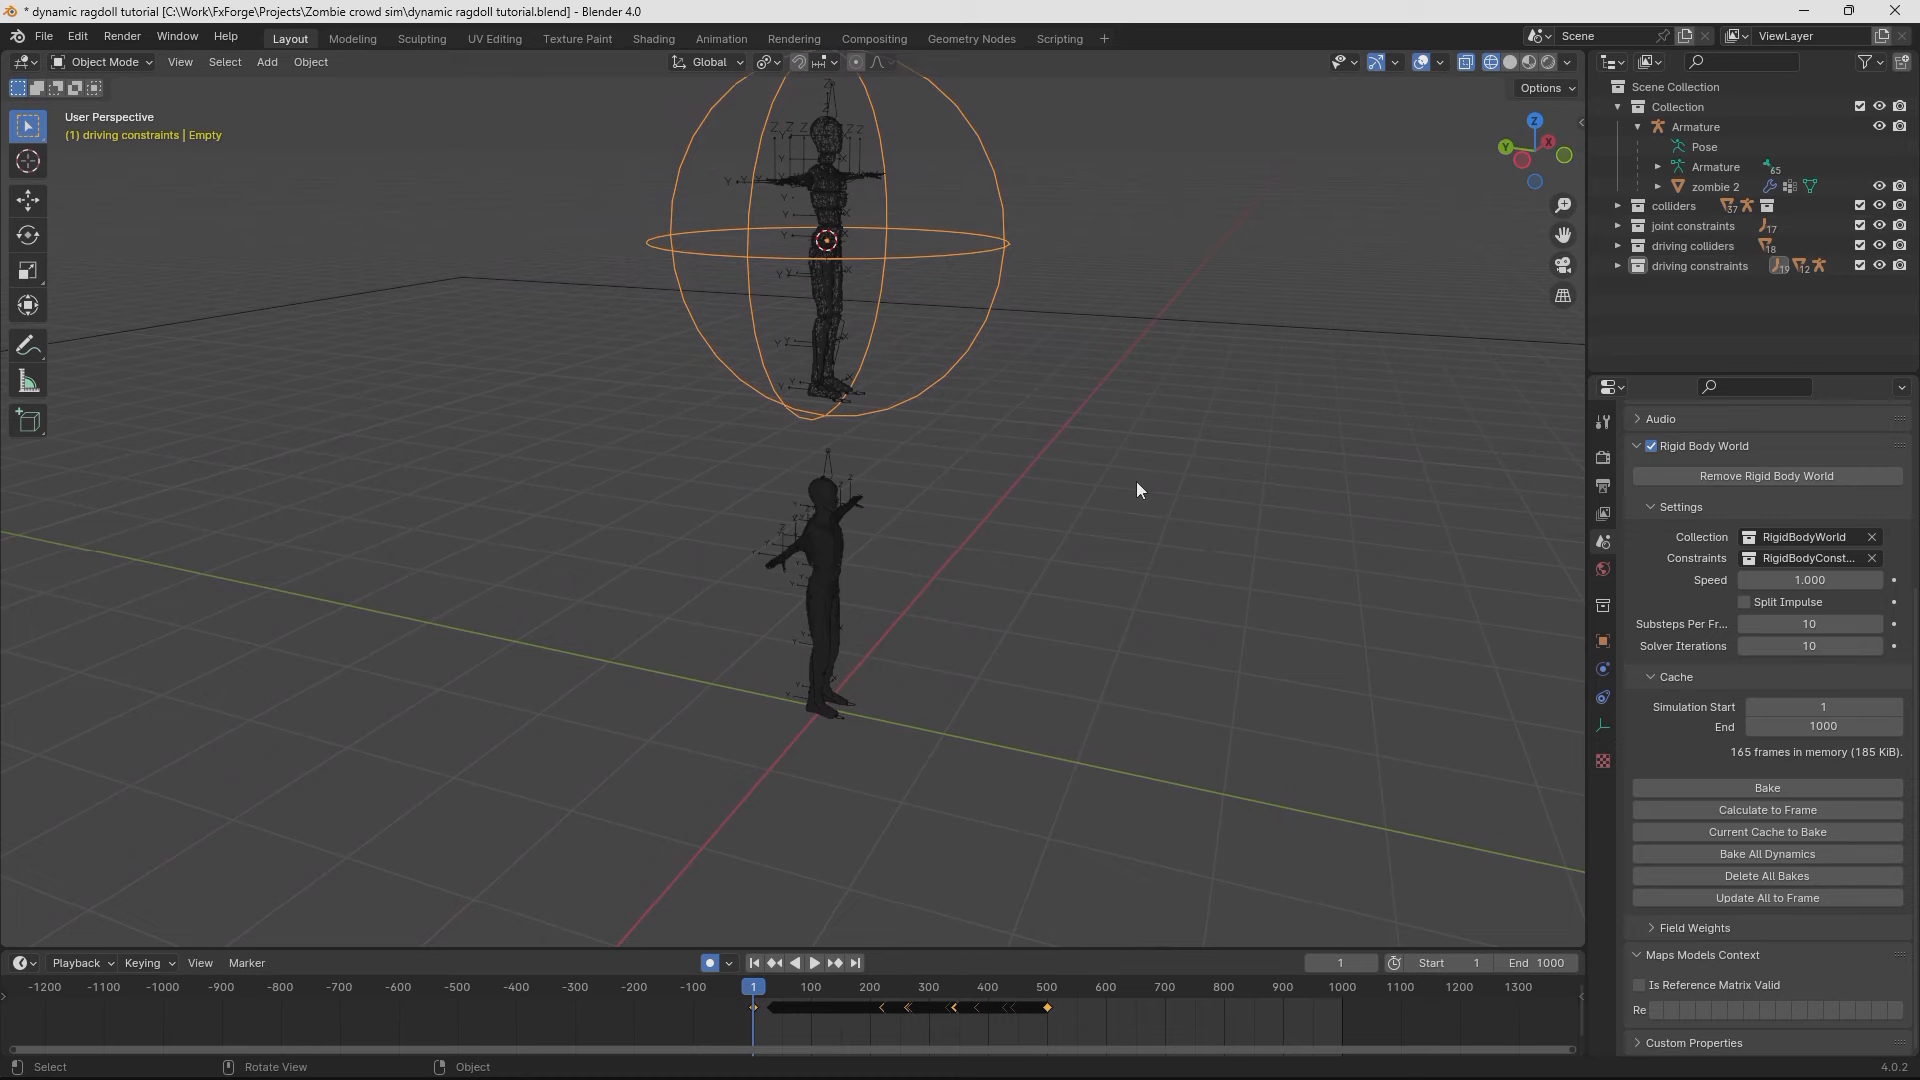 * dynamic ragdoll tutorial [C:\Work\FxForge\Projects\Zombie crowd sim\dynamic ragdoll tutorial.blend] - Blender 4.0
File Edit Render Window Help
Layout Modeling Sculpting UV Editing Texture Paint Shading Animation Rendering Compositing Geometry Nodes Scripting +
Scene
ViewLayer
Object Mode View Select Add Object
Global
Options
User Perspective
(1) driving constraints | Empty
Z
Y
X
Scene Collection
Collection
Armature
Pose
Armature 65
zombie 2
colliders 37
joint constraints 17
driving colliders 18
driving constraints 19 12
Audio
Rigid Body World
Remove Rigid Body World
Settings
Collection RigidBodyWorld
Constraints RigidBodyConst...
Speed 1.000
Split Impulse
Substeps Per Fr... 10
Solver Iterations 10
Cache
Simulation Start 1
End 1000
165 frames in memory (185 KiB).
Bake
Calculate to Frame
Current Cache to Bake
Bake All Dynamics
Delete All Bakes
Update All to Frame
Field Weights
Maps Models Context
Is Reference Matrix Valid
Re
Custom Properties
Playback Keying View Marker
1 Start 1 End 1000
-1200 -1100 -1000 -900 -800 -700 -600 -500 -400 -300 -200 -100 1 100 200 300 400 500 600 700 800 900 1000 1100 1200 1300
Select Rotate View Object
4.0.2